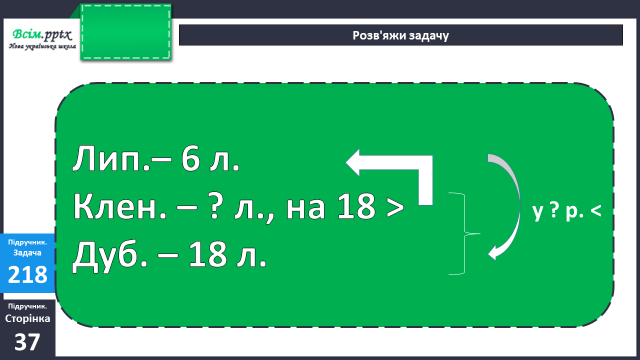 Всім.pptx
Нова українська школа
Розв'яжи задачу
Лип.– 6 л.
Клен. – ? л., на 18 >
Дуб. – 18 л.
у ? р. <
Підручник.
Задача
218
Підручник.
Сторінка
37